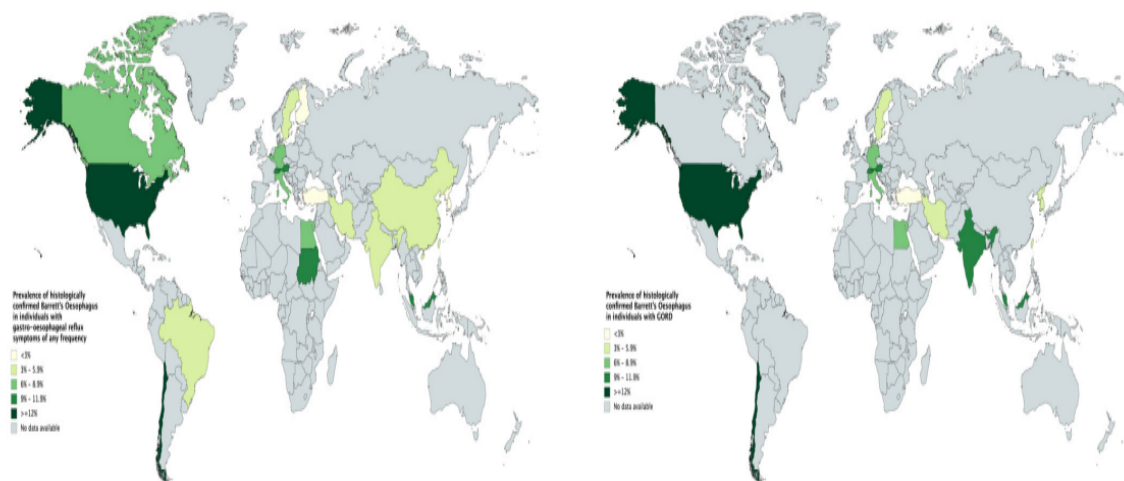 Prevalence of histologically
confirmed Barrett's Oesophagus
in individuals with
gastro-oesophageal reflux
symptoms of any frequency
<3%
3% - 5.9%
6% - 8.9%
9% - 11.9%
>=12%
No data available
Prevalence of histologically
confirmed Barrett's Oesophagus
in individuals with GORD
<3%
3% - 5.9%
6% - 8.9%
9% - 11.9%
>=12%
No data available